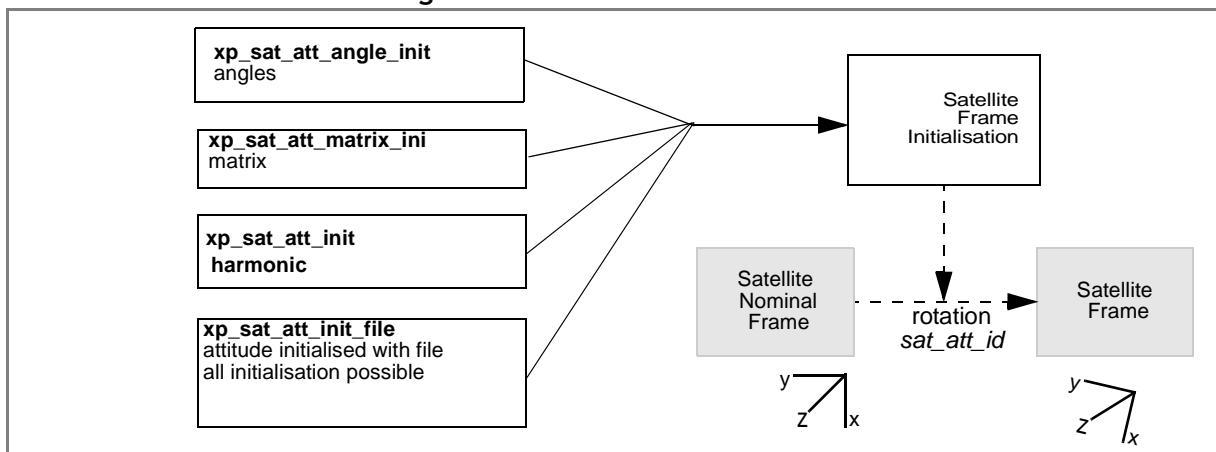 xp_sat_att_angle_init
angles
xp_sat_att_matrix_ini
matrix
xp_sat_att_init
harmonic
xp_sat_att_init_file
attitude initialised with file
all initialisation possible
Satellite
Frame
Initialisation
Satellite
Nominal
Frame
rotation
sat_att_id
Satellite
Frame
y
z
x
y
z
x